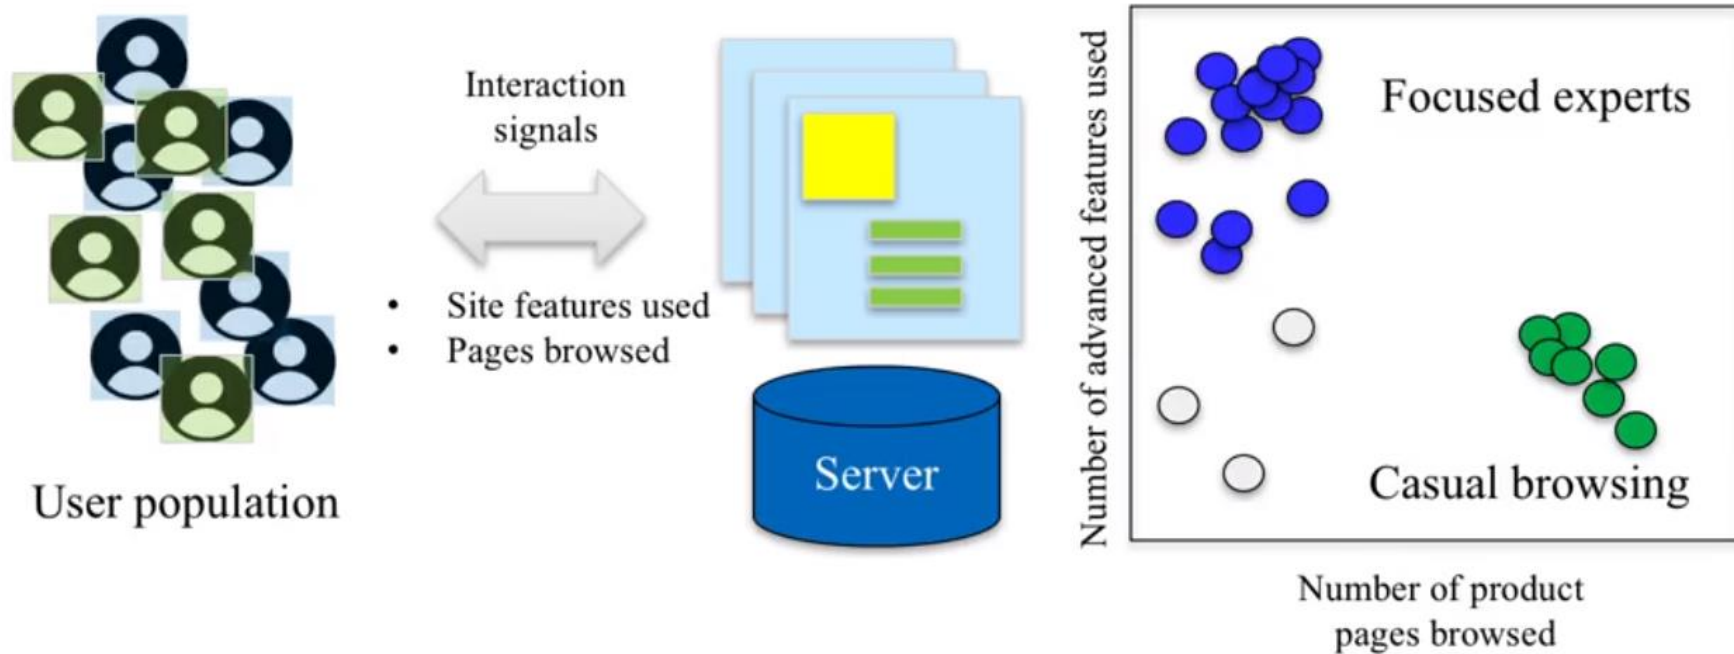 User population
Interaction
signals
• Site features used
• Pages browsed
Server
Number of advanced features used
Focused experts
Casual browsing
Number of product
pages browsed